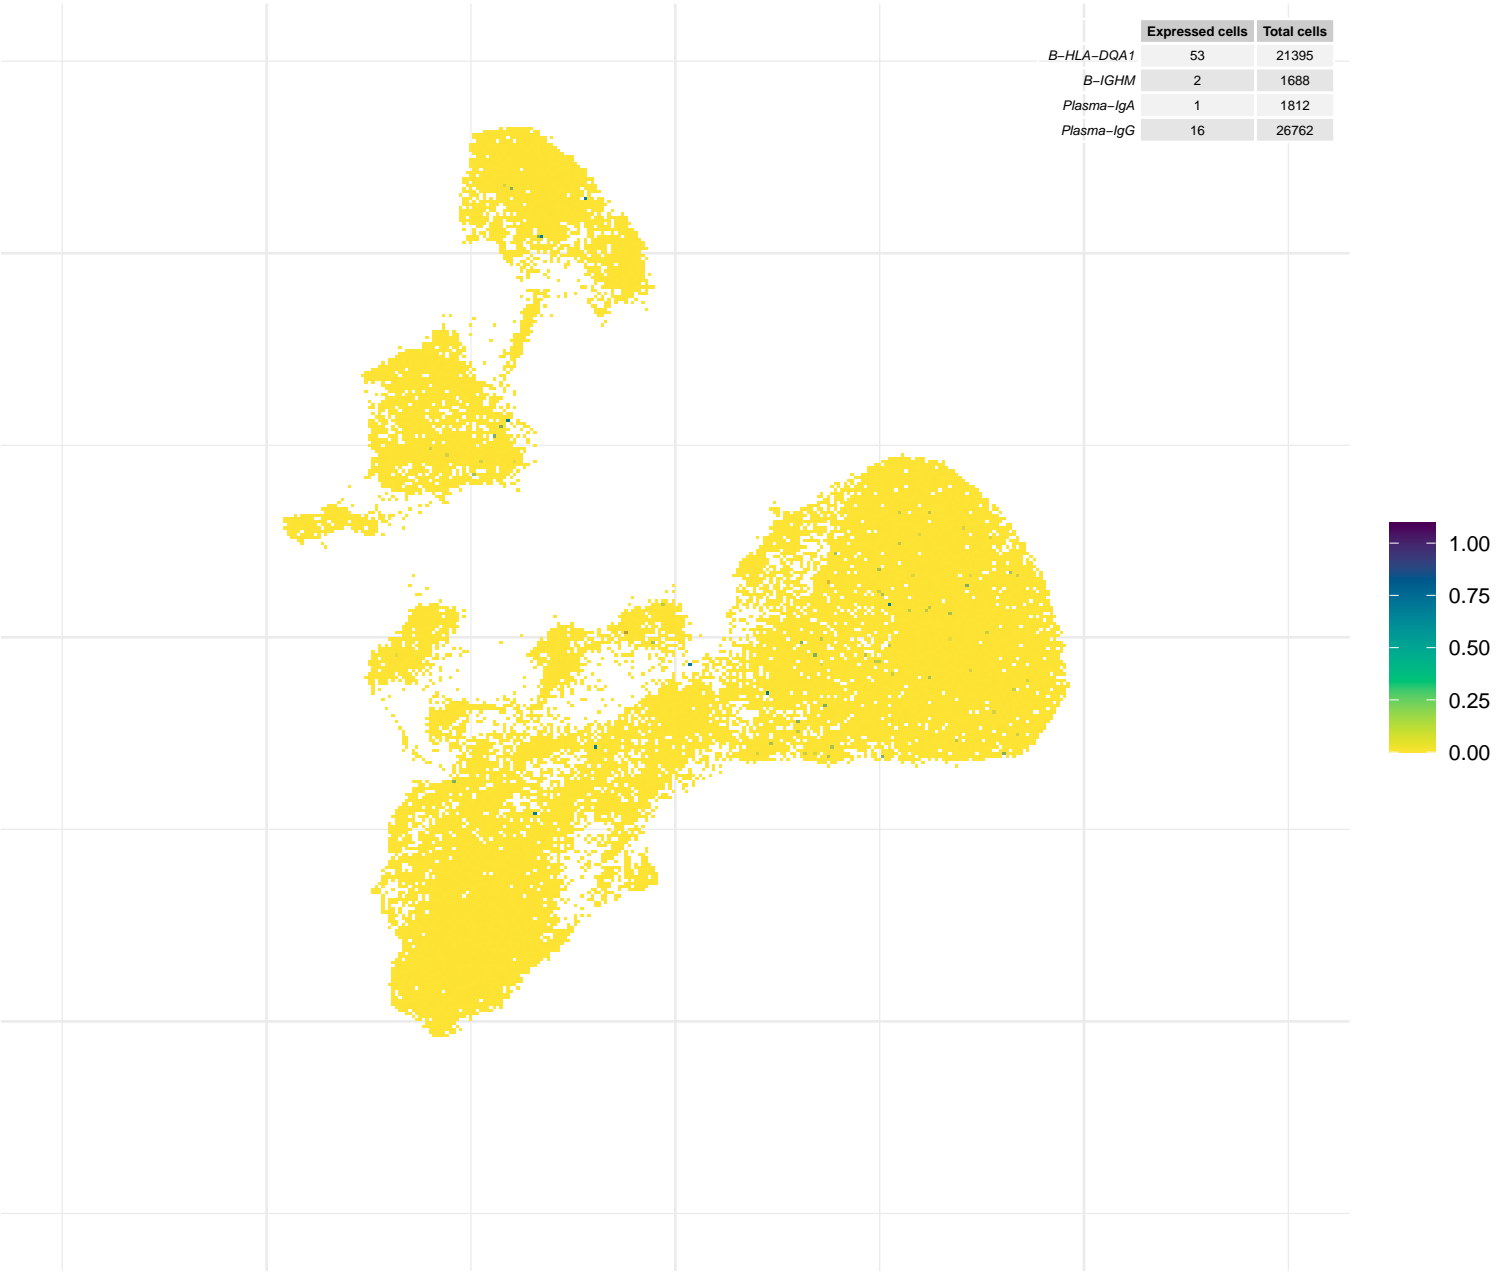 Expressed cells Total cells
B−HLA−DQA1 53 21395
B−IGHM 2 1688
Plasma−IgA 1 1812
Plasma−IgG 16 26762
1.00
0.75
0.50
0.25
0.00